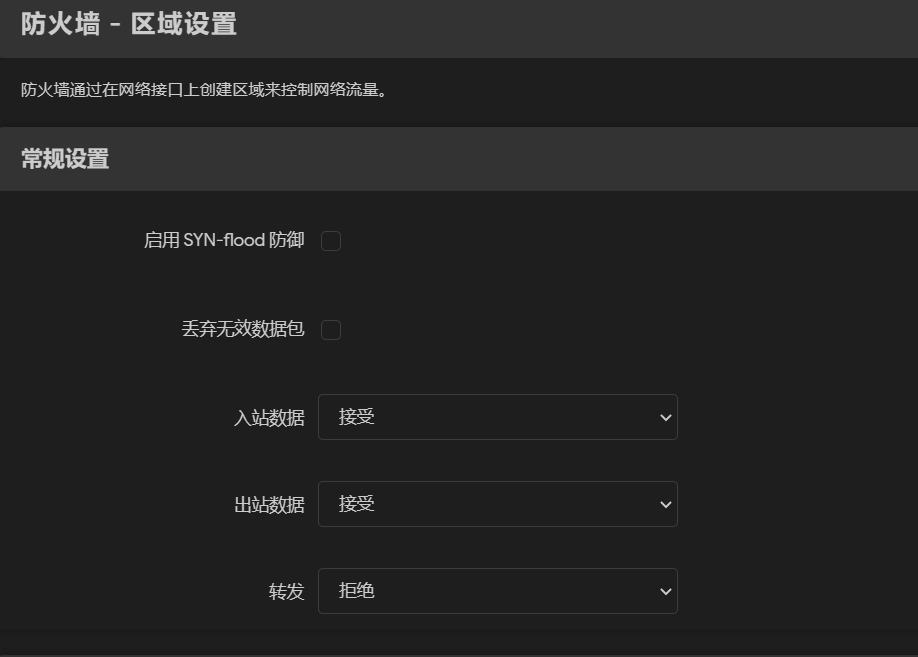 防火墙 - 区域设置
防火墙通过在网络接口上创建区域来控制网络流量。
常规设置
启用 SYN-flood 防御
丢弃无效数据包
入站数据 接受
出站数据 接受
转发 拒绝